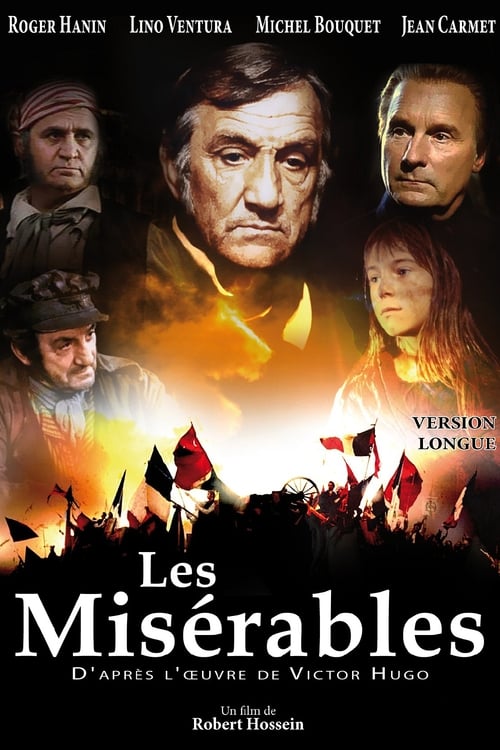 ROGER HANIN LINO VENTURA MICHEL BOUQUET JEAN CARMET
VERSION
LONGUE
Les
Misérables
D'APRÈS L'ŒUVRE DE VICTOR HUGO
Un film de
Robert Hossein